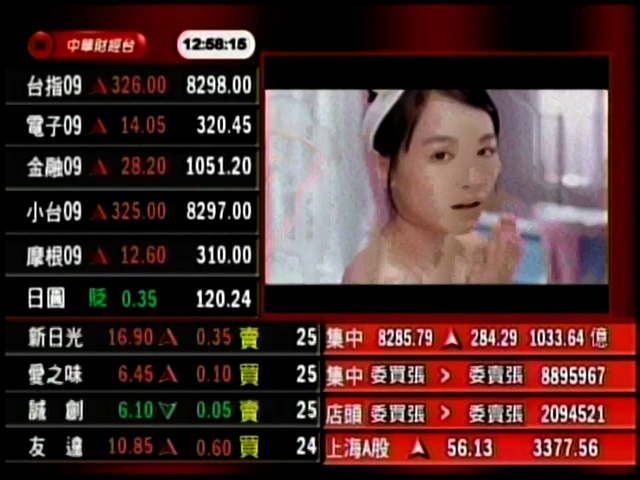 中華財經台 12:58:15
台指09 326.00 8298.00
電子09 14.05 320.45
金融09 28.20 1051.20
小台09 325.00 8297.00
摩根09 12.60 310.00
日圓 貶 0.35 120.24
新日光 16.90 0.35 賣 25
愛之味 6.45 0.10 買 25
誠創 6.10 0.05 賣 25
友達 10.85 0.60 買 24
集中 8285.79 284.29 1033.64 億
集中 委買張 > 委賣張 8895967
店頭 委買張 > 委賣張 2094521
上海A股 56.13 3377.56